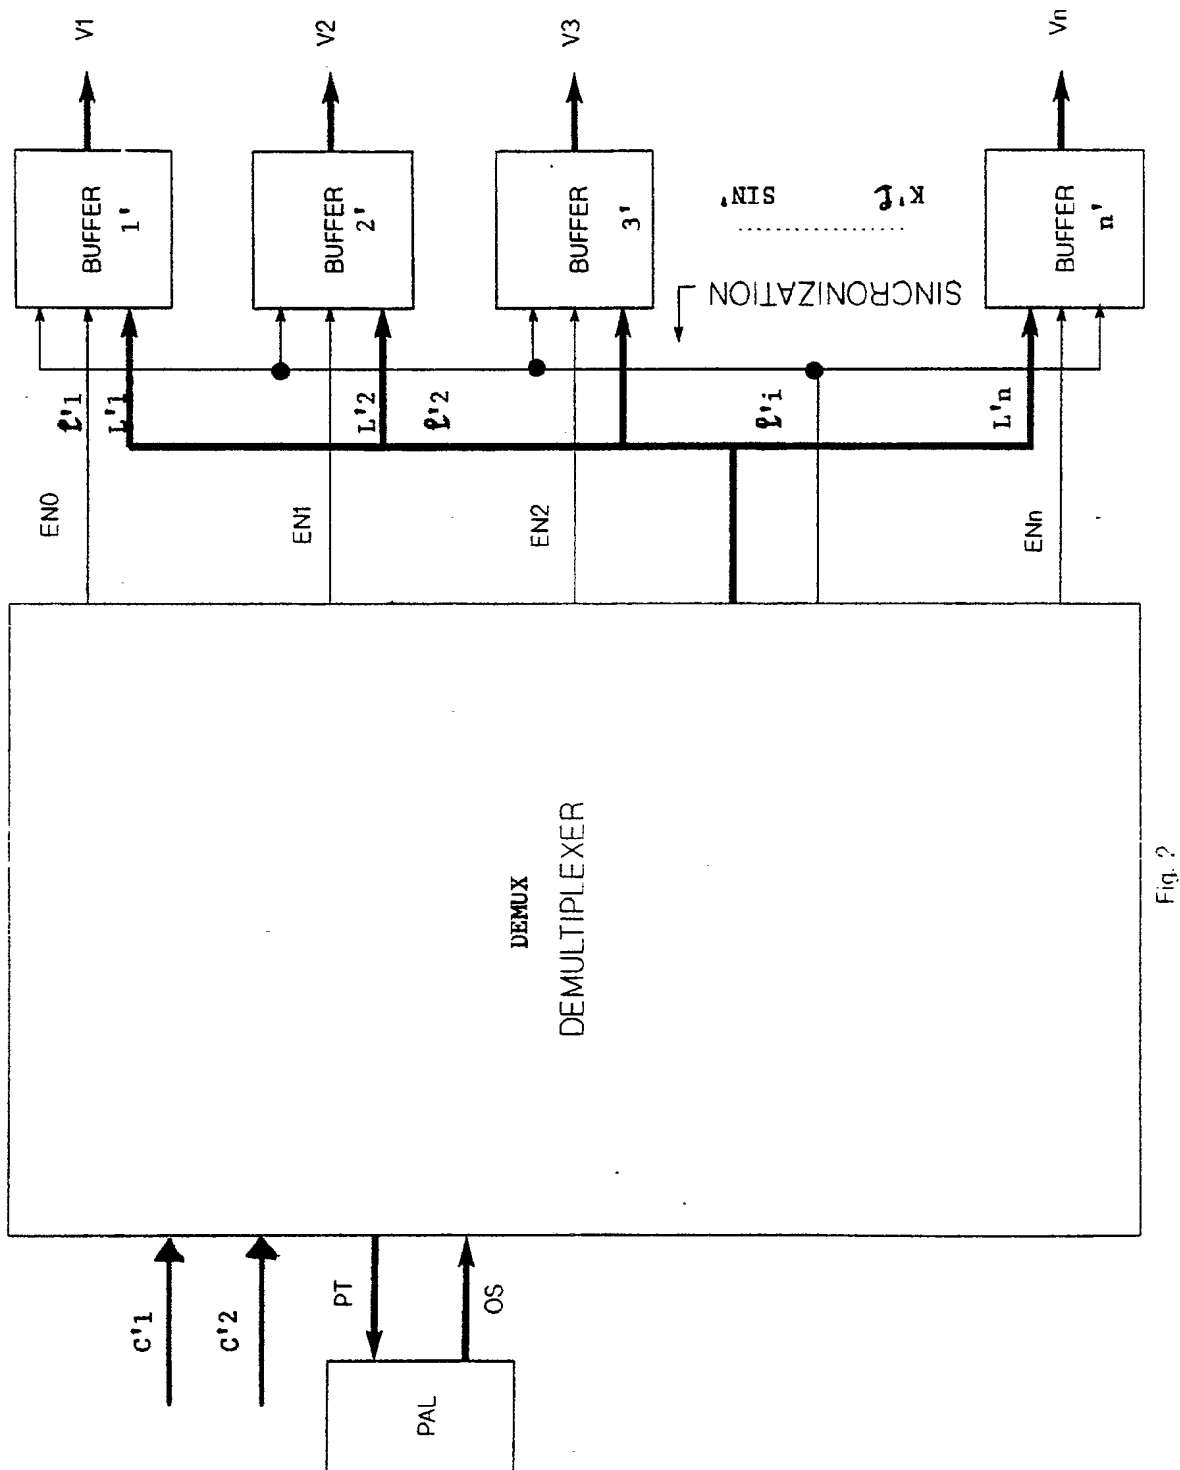 V1
V2
V3
Vn
BUFFER
1'
BUFFER
2'
BUFFER
3'
BUFFER
n'
SIN'
K'ℓ
SINCRONIZATION
ℓ'1
L'1
L'2
ℓ'2
ℓ'i
L'n
EN0
EN1
EN2
ENn
DEMUX
DEMULTIPLEXER
C'1
C'2
PT
OS
PAL
Fig. 2